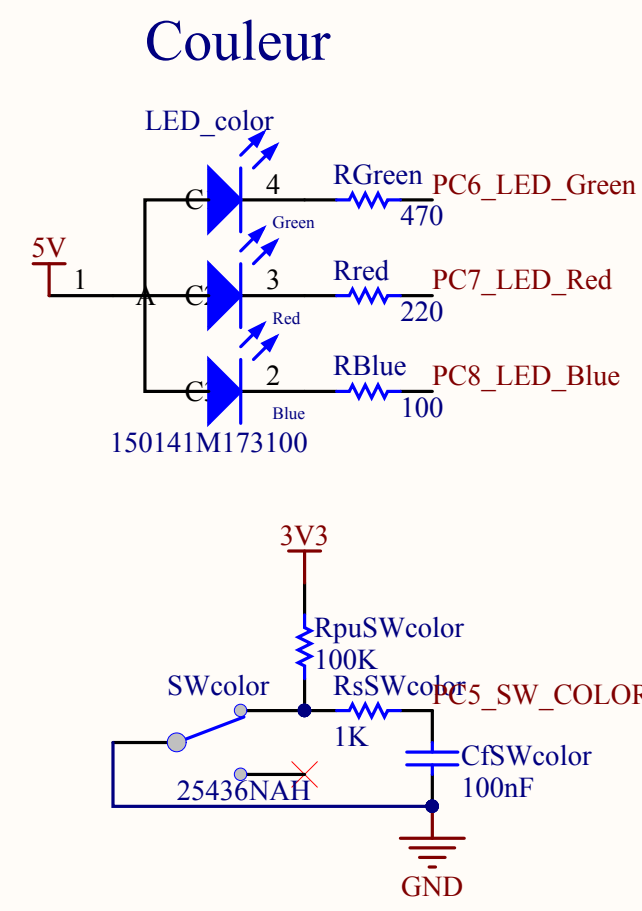 Couleur
LED_color
C
4
RGreen
PC6_LED_Green
470
Green
5V
1
A
C2
3
Rred
PC7_LED_Red
220
Red
C3
2
RBlue
PC8_LED_Blue
100
Blue
150141M173100
3V3
RpuSWcolor
100K
SWcolor
RsSWcolor
PC5_SW_COLOR
1K
CfSWcolor
100nF
25436NAH
GND